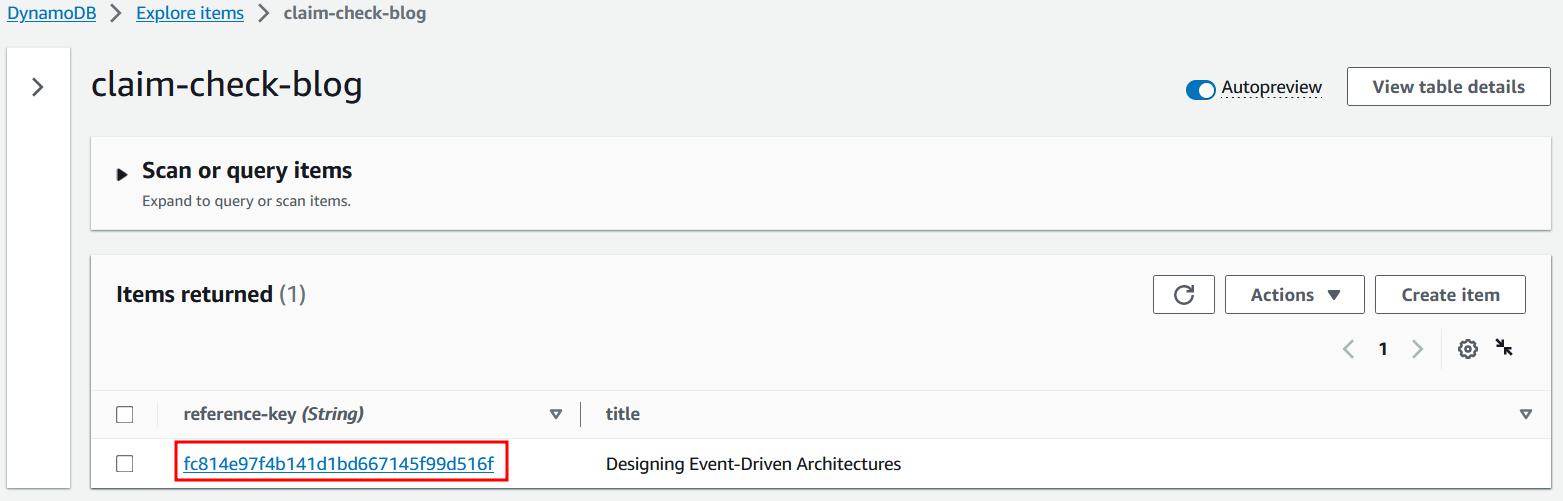 DynamoDB > Explore items > claim-check-blog
claim-check-blog
Autopreview
View table details
Scan or query items
Expand to query or scan items.
Items returned (1)
Actions
Create item
1
reference-key (String)
title
fc814e97f4b141d1bd667145f99d516f
Designing Event-Driven Architectures